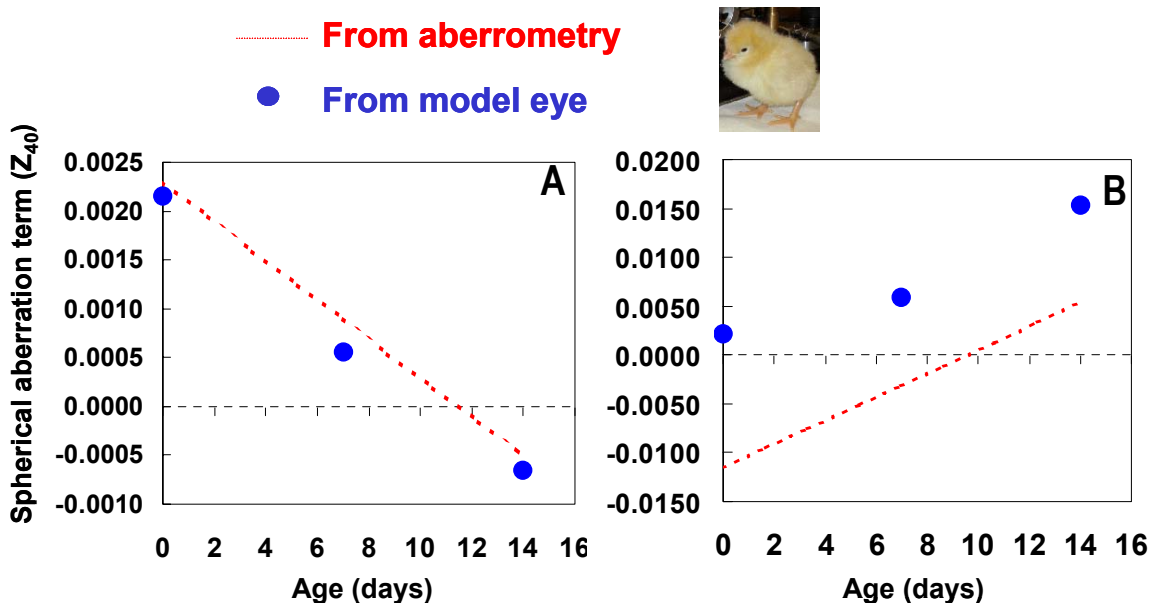 From aberrometry
From model eye
Spherical aberration term (Z40)
A
0.0025
0.0020
0.0015
0.0010
0.0005
0.0000
-0.0005
-0.0010
0 2 4 6 8 10 12 14 16
Age (days)
B
0.0200
0.0150
0.0100
0.0050
0.0000
-0.0050
-0.0100
-0.0150
0 2 4 6 8 10 12 14 16
Age (days)